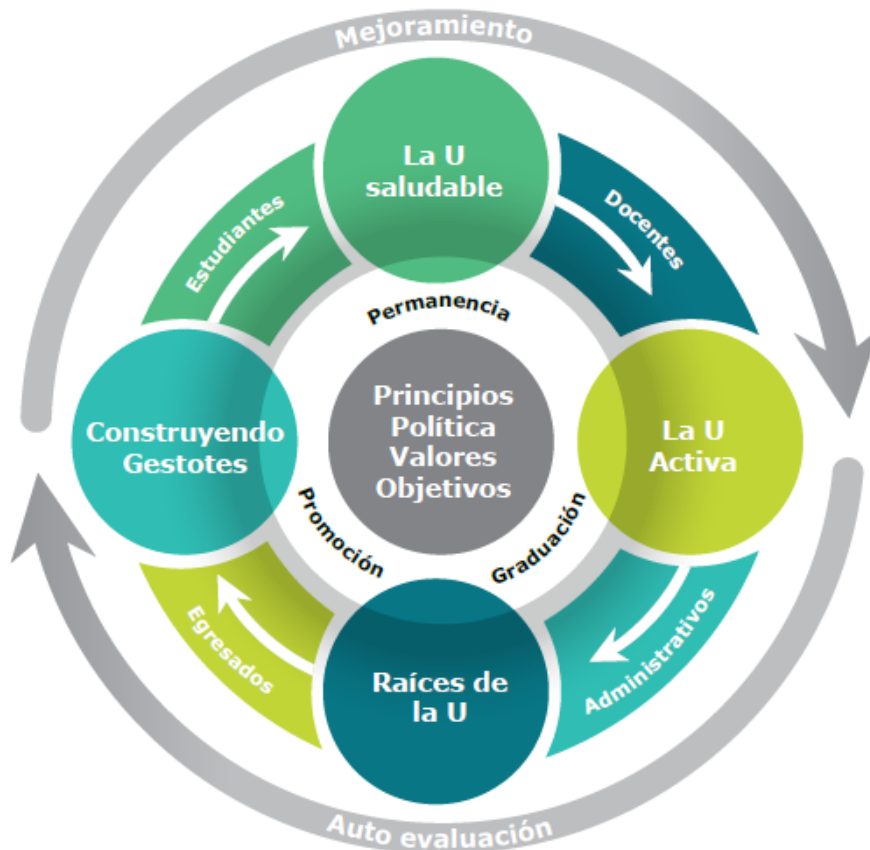 Mejoramiento
La U
saludable
Estudiantes
Docentes
Permanencia
Construyendo
Gestotes
Principios
Política
Valores
Objetivos
La U
Activa
Promoción
Graduación
Egresados
Raíces de
la U
Administrativos
Auto evaluación